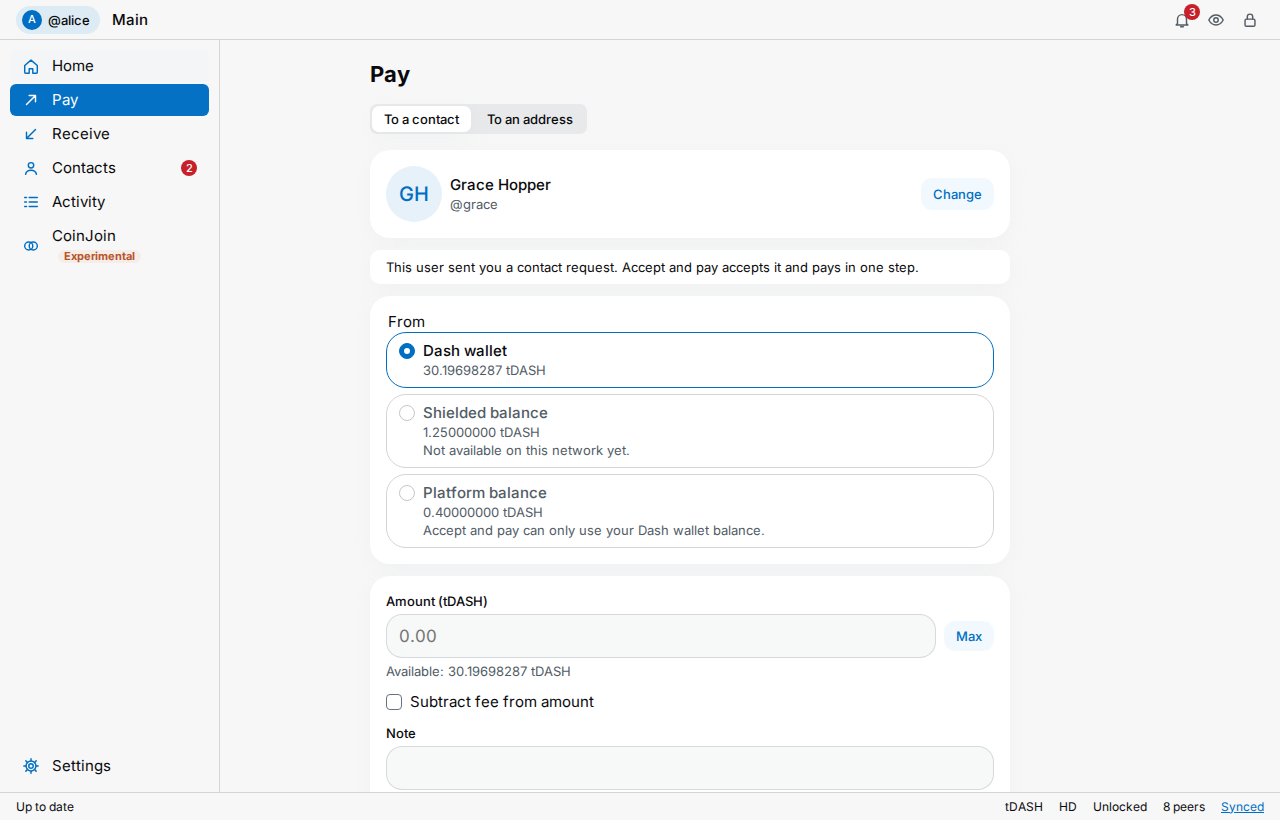 A @alice Main 3
Home
Pay
Receive
Contacts 2
Activity
CoinJoin
Experimental
Settings
Pay
To a contact To an address
GH
Grace Hopper
@grace
Change
This user sent you a contact request. Accept and pay accepts it and pays in one step.
From
Dash wallet
30.19698287 tDASH
Shielded balance
1.25000000 tDASH
Not available on this network yet.
Platform balance
0.40000000 tDASH
Accept and pay can only use your Dash wallet balance.
Amount (tDASH)
0.00 Max
Available: 30.19698287 tDASH
Subtract fee from amount
Note
Up to date tDASH HD Unlocked 8 peers Synced